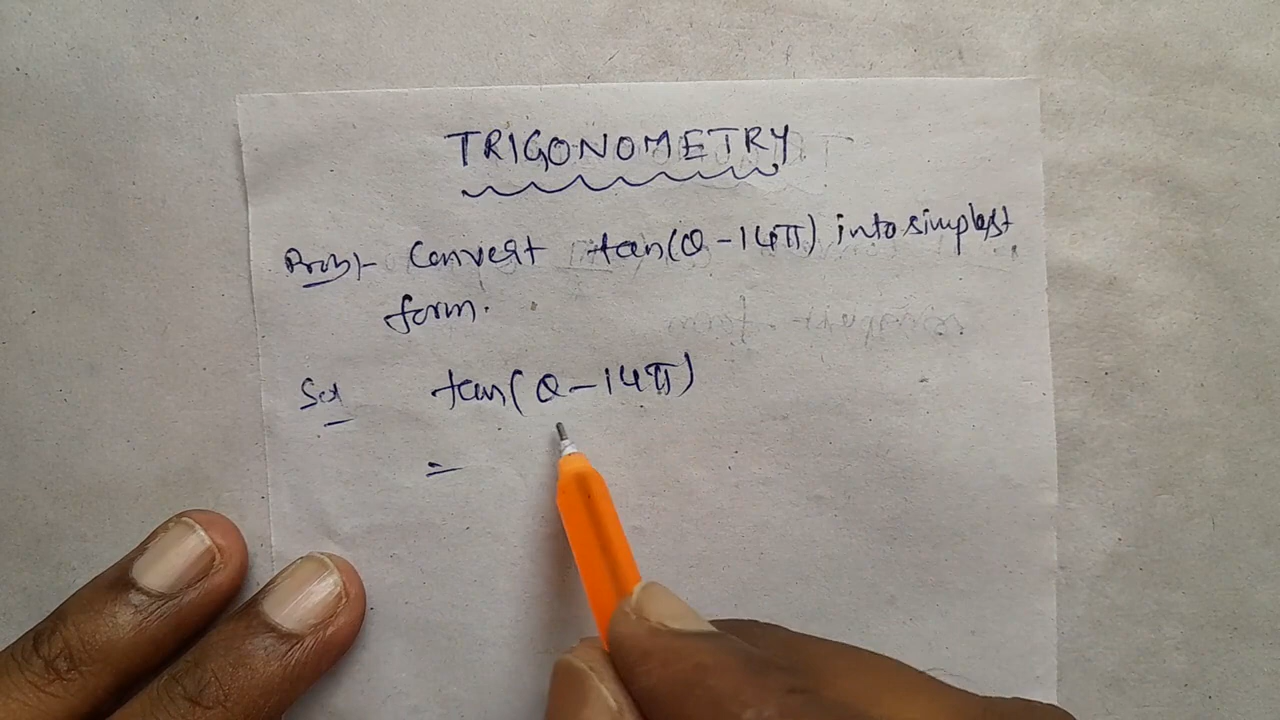 TRIGONOMETRY
Prob:- Convert tan(θ-14π) into simplest
form.
Sol tan(θ-14π)
=